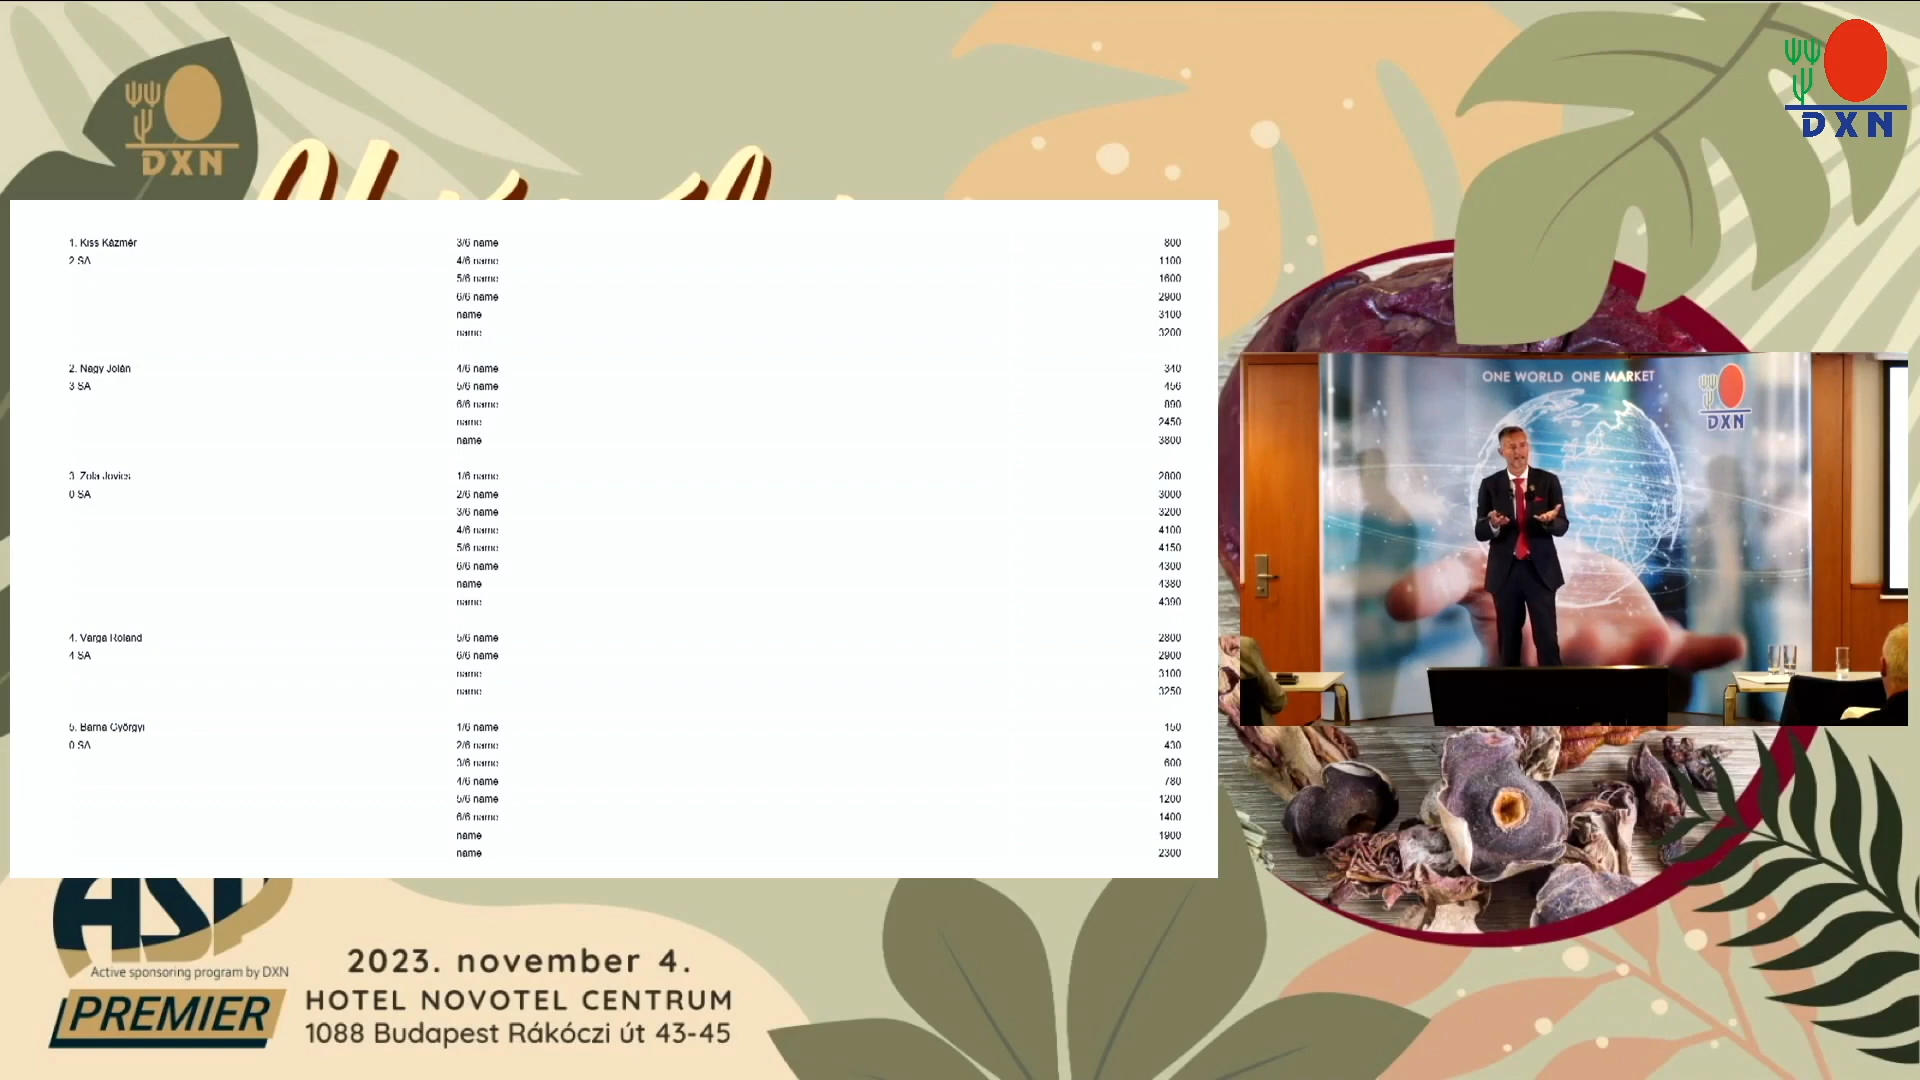 DXN
DXN
1. Kiss Kázmér 3/6 name 800
2 SA 4/6 name 1100
5/6 name 1600
6/6 name 2900
name 3100
name 3200
2. Nagy Jolán 4/6 name 340
3 SA 5/6 name 456
6/6 name 890
name 2450
name 3800
3. Zola Jovics 1/6 name 2800
0 SA 2/6 name 3000
3/6 name 3200
4/6 name 4100
5/6 name 4150
6/6 name 4300
name 4380
name 4390
4. Varga Roland 5/6 name 2800
4 SA 6/6 name 2900
name 3100
name 3250
5. Barna Györgyi 1/6 name 150
0 SA 2/6 name 430
3/6 name 600
4/6 name 780
5/6 name 1200
6/6 name 1400
name 1900
name 2300
ONE WORLD ONE MARKET
DXN
ASP
Active sponsoring program by DXN
PREMIER
2023. november 4.
HOTEL NOVOTEL CENTRUM
1088 Budapest Rákóczi út 43-45